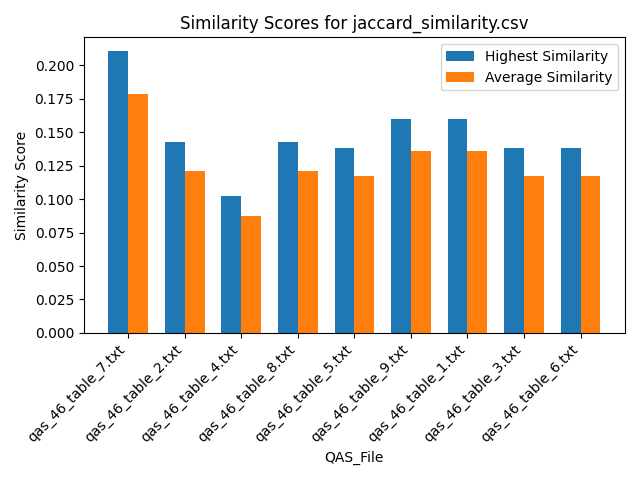 Similarity Scores for jaccard_similarity.csv
Highest Similarity
Average Similarity
Similarity Score
0.200
0.175
0.150
0.125
0.100
0.075
0.050
0.025
0.000
qas_46_table_7.txt
qas_46_table_2.txt
qas_46_table_4.txt
qas_46_table_8.txt
qas_46_table_5.txt
qas_46_table_9.txt
qas_46_table_1.txt
qas_46_table_3.txt
qas_46_table_6.txt
QAS_File